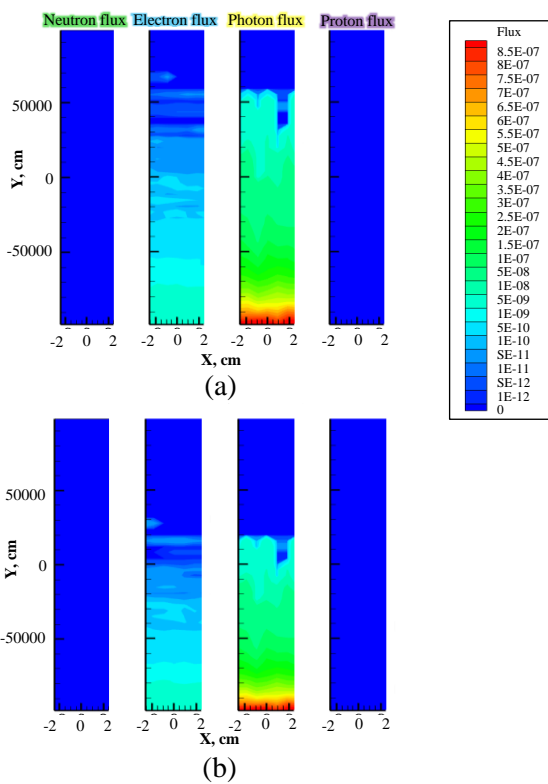 Neutron flux Electron flux Photon flux Proton flux
50000
0
-50000
Y, cm
-2 0 2 -2 0 2 -2 0 2 -2 0 2
X, cm
(a)
50000
0
-50000
Y, cm
-2 0 2 -2 0 2 -2 0 2 -2 0 2
X, cm
(b)
Flux
8.5E-07
8E-07
7.5E-07
7E-07
6.5E-07
6E-07
5.5E-07
5E-07
4.5E-07
4E-07
3.5E-07
3E-07
2.5E-07
2E-07
1.5E-07
1E-07
5E-08
1E-08
5E-09
1E-09
5E-10
1E-10
SE-11
1E-11
SE-12
1E-12
0